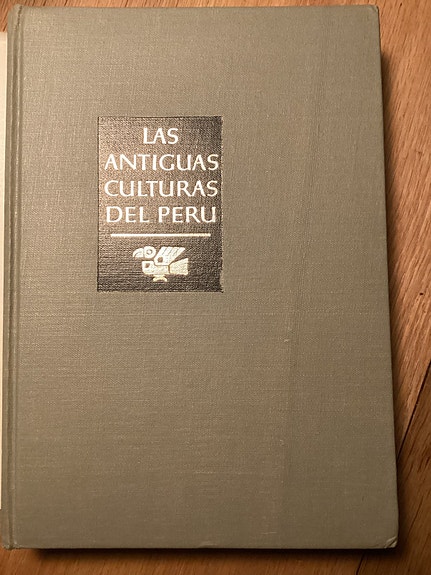 LAS
ANTIGUAS
CULTURAS
DEL PERU